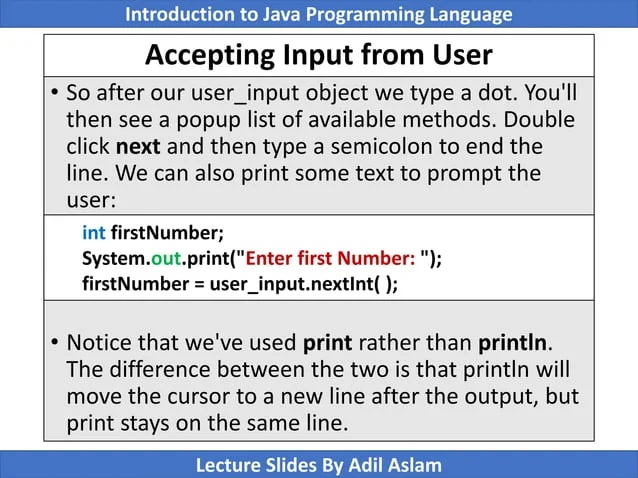 Introduction to Java Programming Language
Accepting Input from User
• So after our user_input object we type a dot. You'll
then see a popup list of available methods. Double
click next and then type a semicolon to end the
line. We can also print some text to prompt the
user:
int firstNumber;
System.out.print("Enter first Number: ");
firstNumber = user_input.nextInt( );
• Notice that we've used print rather than println.
The difference between the two is that println will
move the cursor to a new line after the output, but
print stays on the same line.
Lecture Slides By Adil Aslam